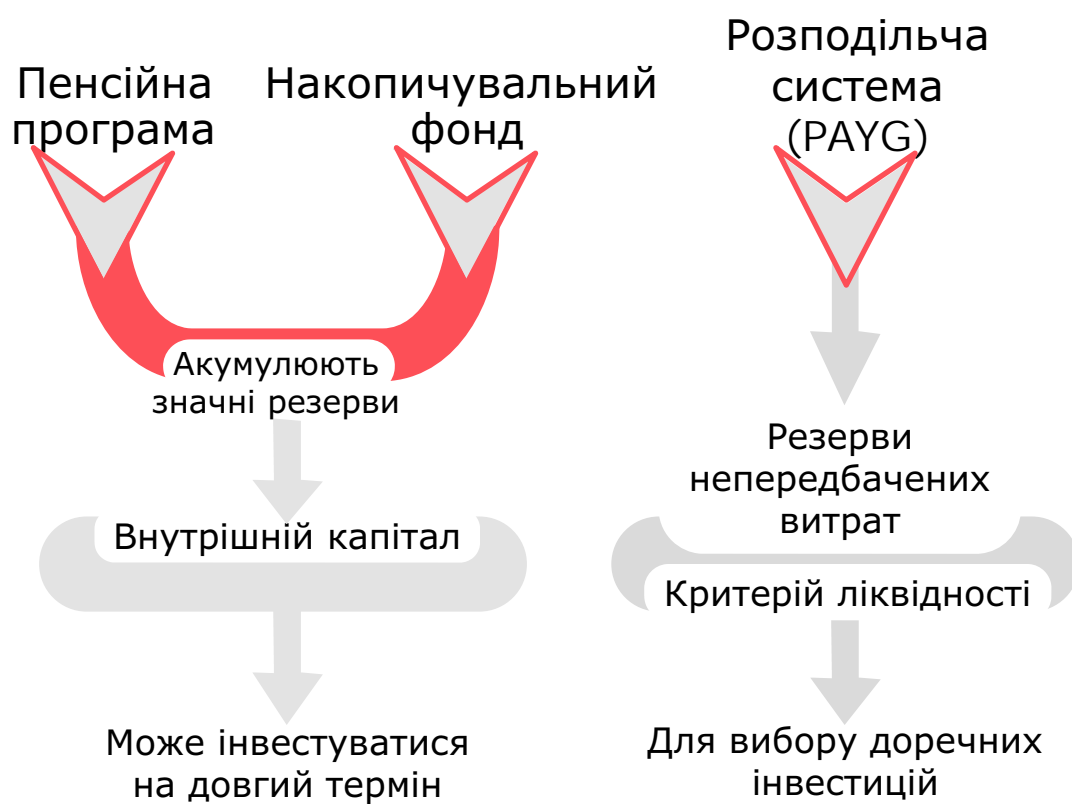 Пенсійна
програма
Накопичувальний
фонд
Розподільча
система
(PAYG)
Акумулюють
значні резерви
Внутрішній капітал
Може інвестуватися
на довгий термін
Резерви
непередбачених
витрат
Критерій ліквідності
Для вибору доречних
інвестицій